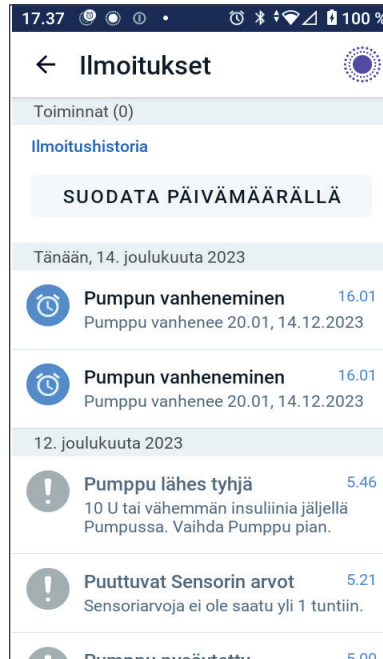 17.37 100 %
Ilmoitukset
Toiminnat (0)
Ilmoitushistoria
SUODATA PÄIVÄMÄÄRÄLLÄ
Tänään, 14. joulukuuta 2023
Pumpun vanheneminen 16.01
Pumppu vanhenee 20.01, 14.12.2023
Pumpun vanheneminen 16.01
Pumppu vanhenee 20.01, 14.12.2023
12. joulukuuta 2023
Pumppu lähes tyhjä 5.46
10 U tai vähemmän insuliinia jäljellä
Pumpussa. Vaihda Pumppu pian.
Puuttuvat Sensorin arvot 5.21
Sensoriarvoja ei ole saatu yli 1 tuntiin.